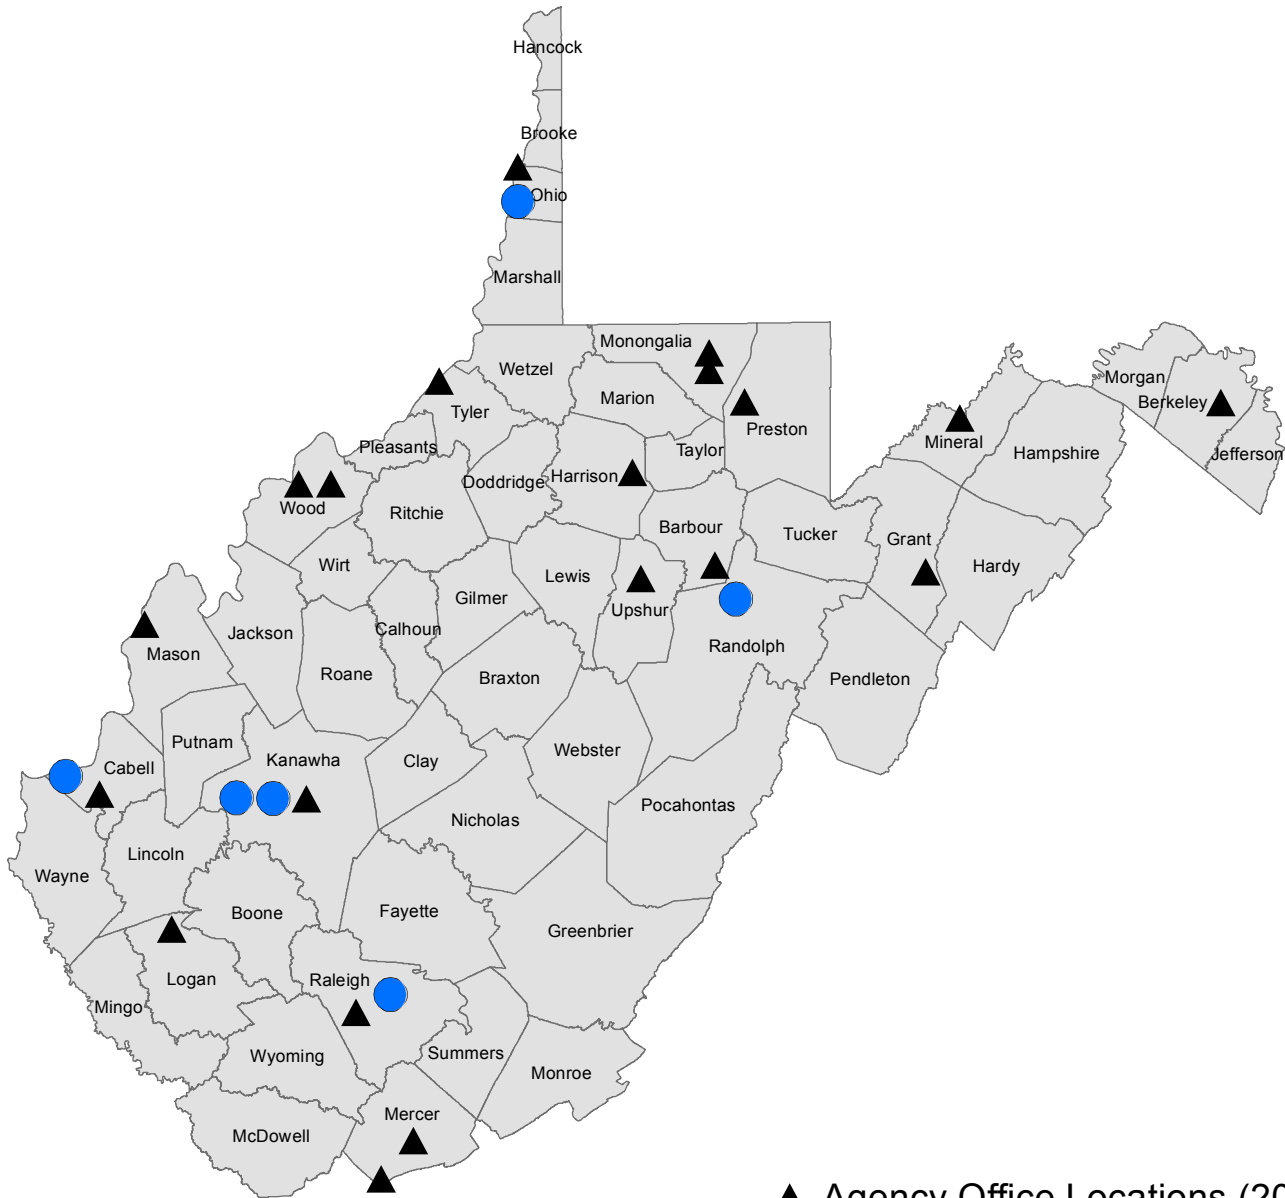 Hancock
Brooke
Ohio
Marshall
Monongalia
Wetzel
Marion
Morgan
Berkeley
Tyler
Preston
Mineral
Pleasants
Taylor
Hampshire
Jefferson
Doddridge
Harrison
Wood
Ritchie
Barbour
Tucker
Grant
Wirt
Lewis
Hardy
Gilmer
Upshur
Calhoun
Jackson
Randolph
Mason
Roane
Braxton
Pendleton
Putnam
Webster
Kanawha
Clay
Cabell
Pocahontas
Nicholas
Lincoln
Wayne
Boone
Fayette
Greenbrier
Logan
Raleigh
Mingo
Wyoming
Summers
Monroe
Mercer
McDowell
Agency Office Locations (20